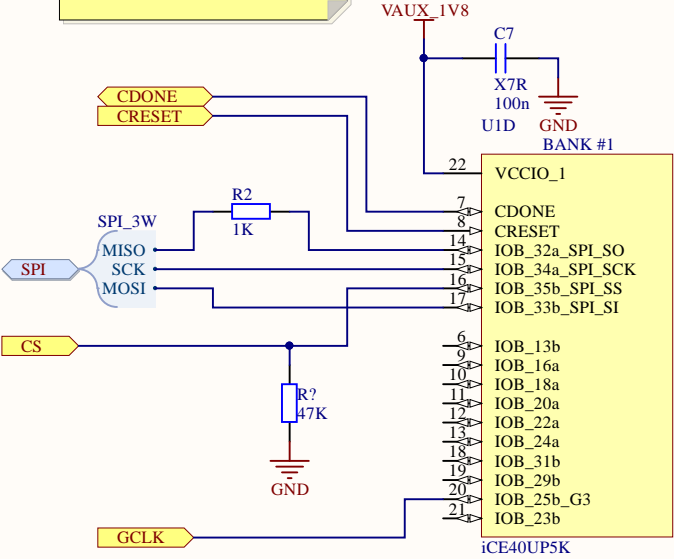 VAUX_1V8
C7
X7R
100n
GND
U1D
BANK #1
CDONE
CRESET
22 VCCIO_1
7 CDONE
8 CRESET
14 IOB_32a_SPI_SO
15 IOB_34a_SPI_SCK
16 IOB_35b_SPI_SS
17 IOB_33b_SPI_SI
6 IOB_13b
9 IOB_16a
10 IOB_18a
11 IOB_20a
12 IOB_22a
13 IOB_24a
18 IOB_31b
19 IOB_29b
20 IOB_25b_G3
21 IOB_23b
iCE40UP5K
R2
1K
SPI_3W
SPI
MISO
SCK
MOSI
CS
R?
47K
GND
GCLK